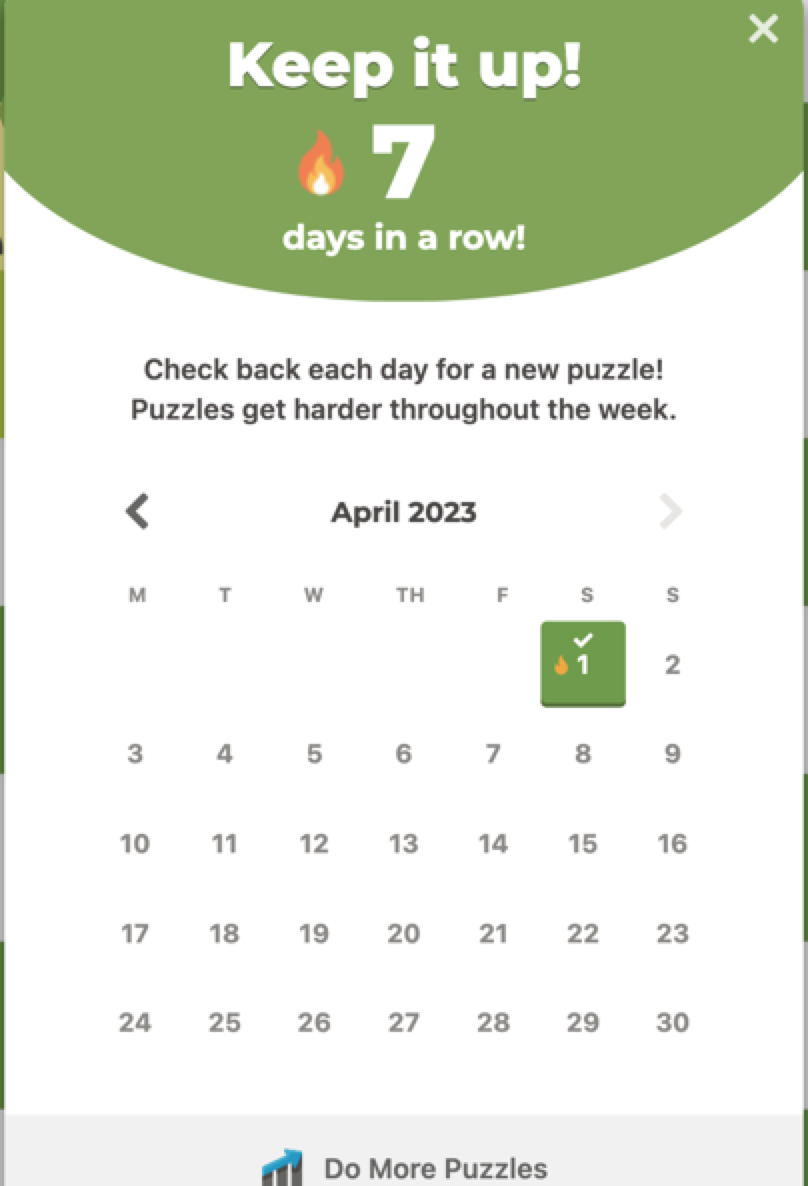 Keep it up!
7
days in a row!
Check back each day for a new puzzle!
Puzzles get harder throughout the week.
April 2023
M T W TH F S S
1 2
3 4 5 6 7 8 9
10 11 12 13 14 15 16
17 18 19 20 21 22 23
24 25 26 27 28 29 30
Do More Puzzles